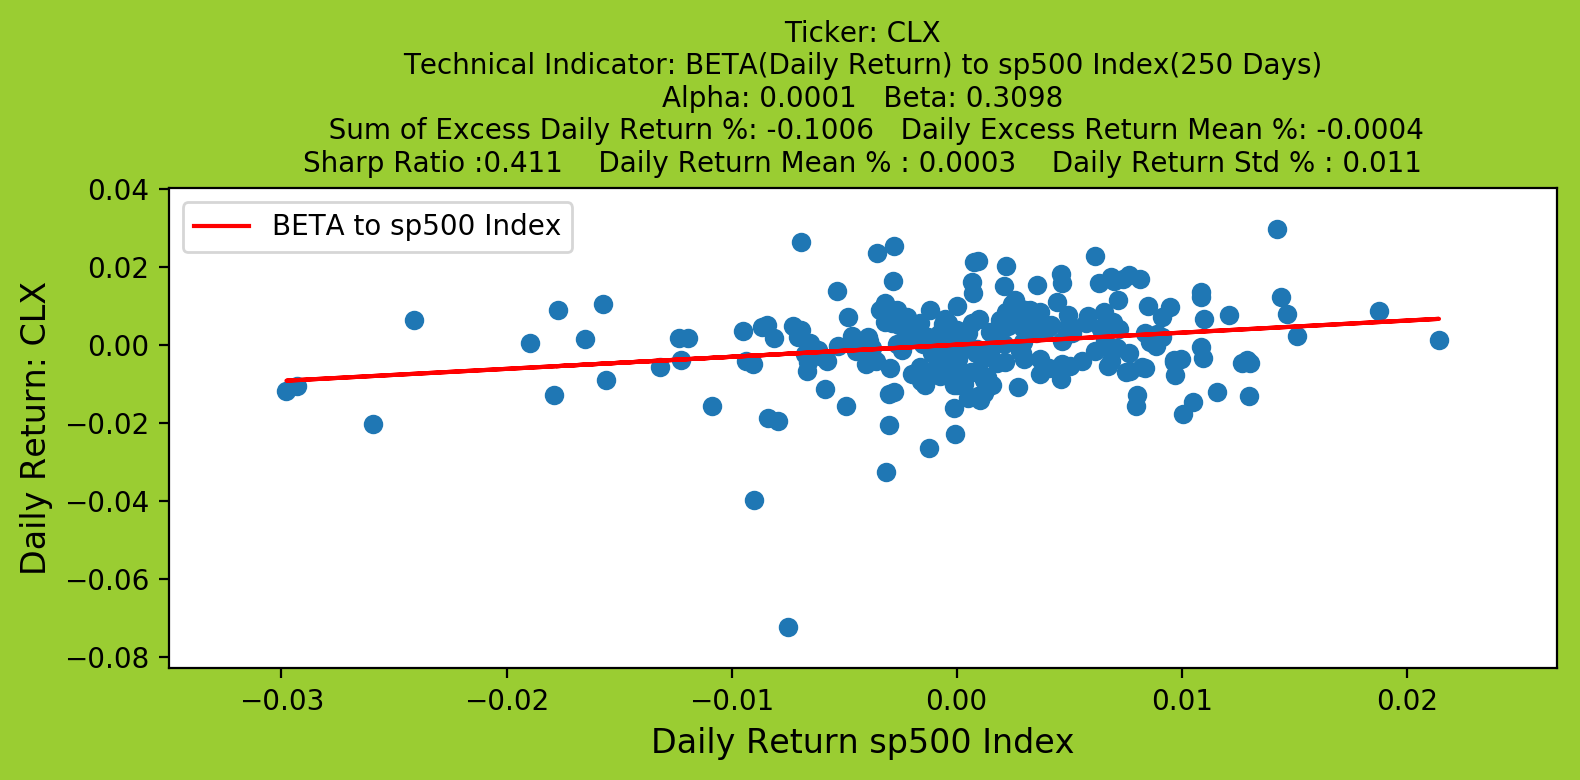 Ticker: CLX
Technical Indicator: BETA(Daily Return) to sp500 Index(250 Days)
Alpha: 0.0001   Beta: 0.3098
Sum of Excess Daily Return %: -0.1006   Daily Excess Return Mean %: -0.0004
Sharp Ratio :0.411    Daily Return Mean % : 0.0003    Daily Return Std % : 0.011
BETA to sp500 Index
0.04
0.02
0.00
−0.02
−0.04
−0.06
−0.08
Daily Return: CLX
−0.03
−0.02
−0.01
0.00
0.01
0.02
Daily Return sp500 Index